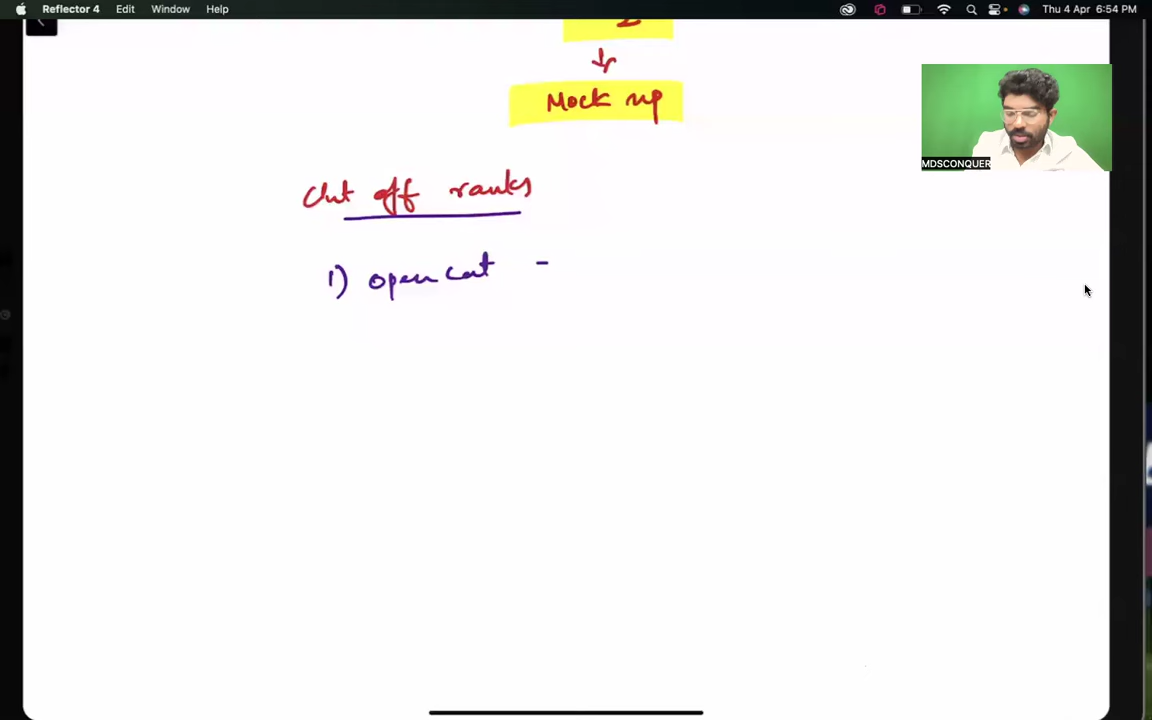 Reflector 4 Edit Window Help Thu 4 Apr 6:54 PM
Mock up
Cut off ranks
1) open cat -
MDSCONQUER